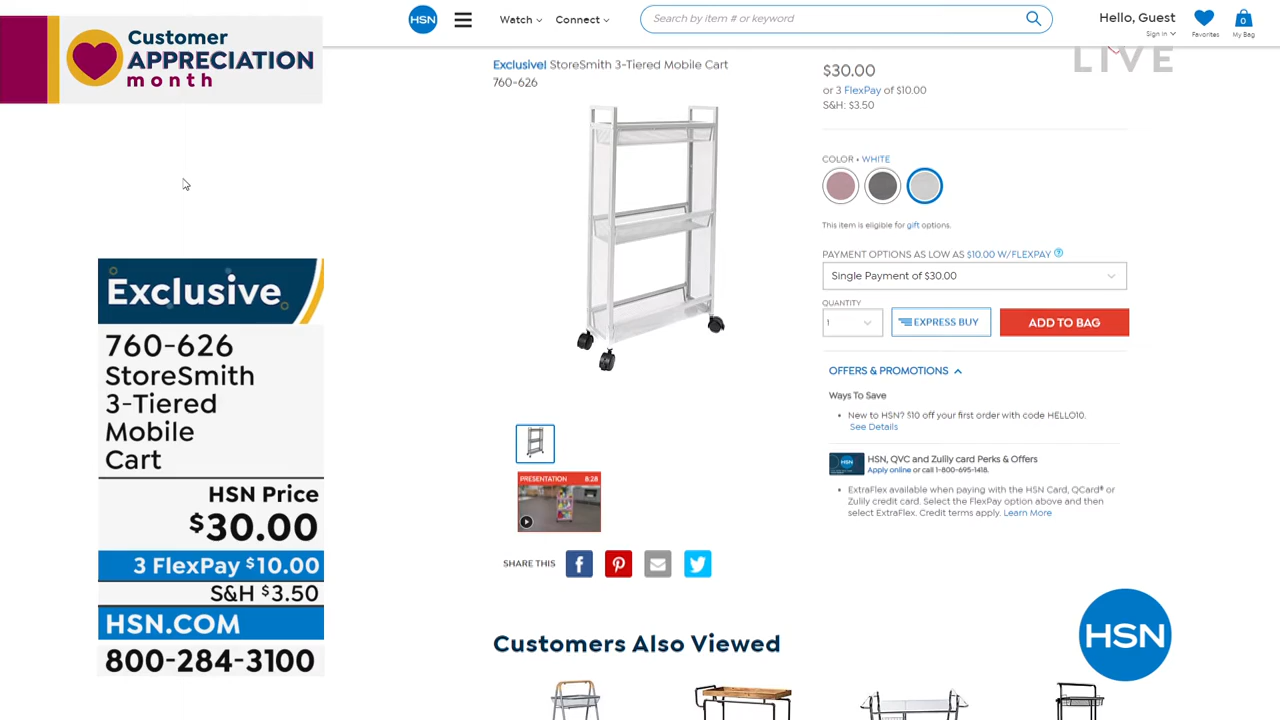 Customer
APPRECIATION
month
HSN
Watch
Connect
Search by item # or keyword
Hello, Guest
Sign in
Favorites
0
My Bag
LIVE
Exclusive! StoreSmith 3-Tiered Mobile Cart
760-626
$30.00
or 3 FlexPay of $10.00
S&H: $3.50
COLOR • WHITE
This item is eligible for gift options.
PAYMENT OPTIONS AS LOW AS $10.00 W/FLEXPAY ?
Single Payment of $30.00
QUANTITY
1
EXPRESS BUY
ADD TO BAG
OFFERS & PROMOTIONS
Ways To Save
• New to HSN? $10 off your first order with code HELLO10.
See Details
HSN
HSN, QVC and Zulily card Perks & Offers
Apply online or call 1-800-695-1418.
• ExtraFlex available when paying with the HSN Card, QCard® or
Zulily credit card. Select the FlexPay option above and then
select ExtraFlex. Credit terms apply. Learn More
PRESENTATION 8:28
SHARE THIS
Customers Also Viewed
Exclusive
760-626
StoreSmith
3-Tiered
Mobile
Cart
HSN Price
$30.00
3 FlexPay $10.00
S&H $3.50
HSN.COM
800-284-3100
HSN